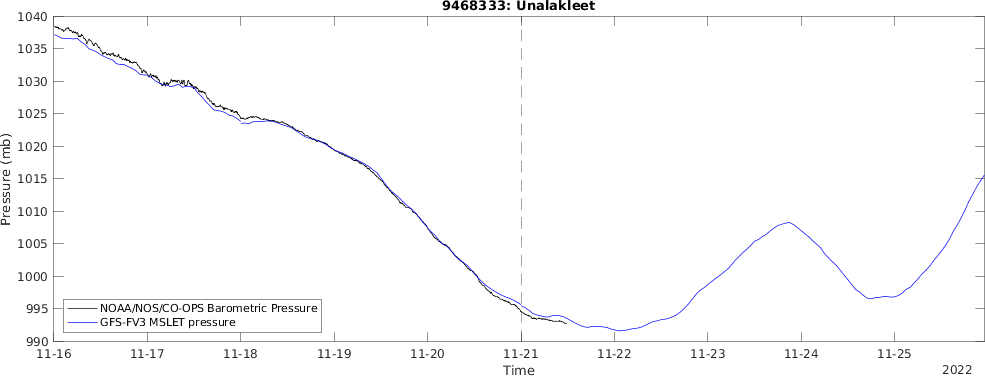 9468333: Unalakleet
1040
1035
1030
1025
1020
1015
1010
1005
1000
995
990
Pressure (mb)
NOAA/NOS/CO-OPS Barometric Pressure
GFS-FV3 MSLET pressure
11-16 11-17 11-18 11-19 11-20 11-21 11-22 11-23 11-24 11-25
Time
2022